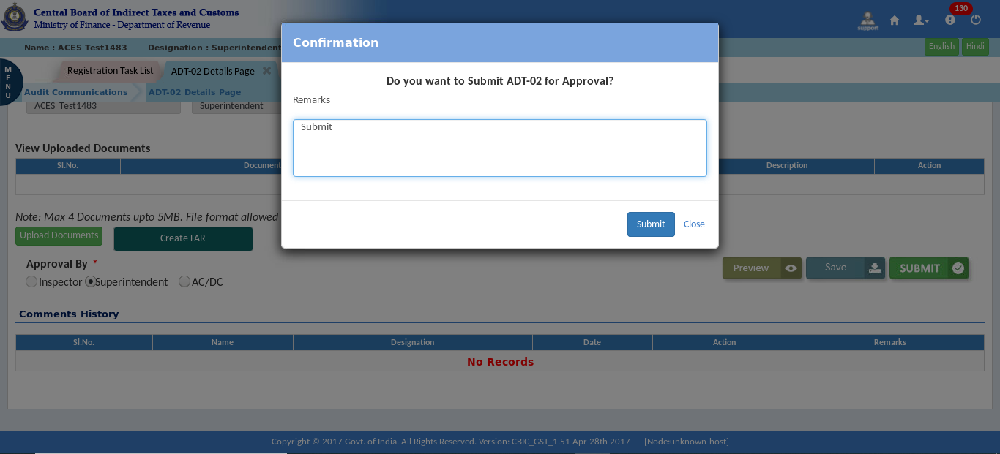 Central Board of Indirect Taxes and Customs
Ministry of Finance - Department of Revenue
support
130
Name : ACES Test1483 Designation : Superintendent
English Hindi
MENU
Registration Task List ADT-02 Details Page
Audit Communications ADT-02 Details Page
ACES Test1483 Superintendent
Confirmation
Do you want to Submit ADT-02 for Approval?
Remarks
Submit
Submit Close
View Uploaded Documents
Sl.No. Document Description Action
Note: Max 4 Documents upto 5MB. File format allowed
Upload Documents Create FAR
Approval By *
Inspector Superintendent AC/DC
Preview Save SUBMIT
Comments History
Sl.No. Name Designation Date Action Remarks
No Records
Copyright © 2017 Govt. of India. All Rights Reserved. Version: CBIC_GST_1.51 Apr 28th 2017 [Node:unknown-host]